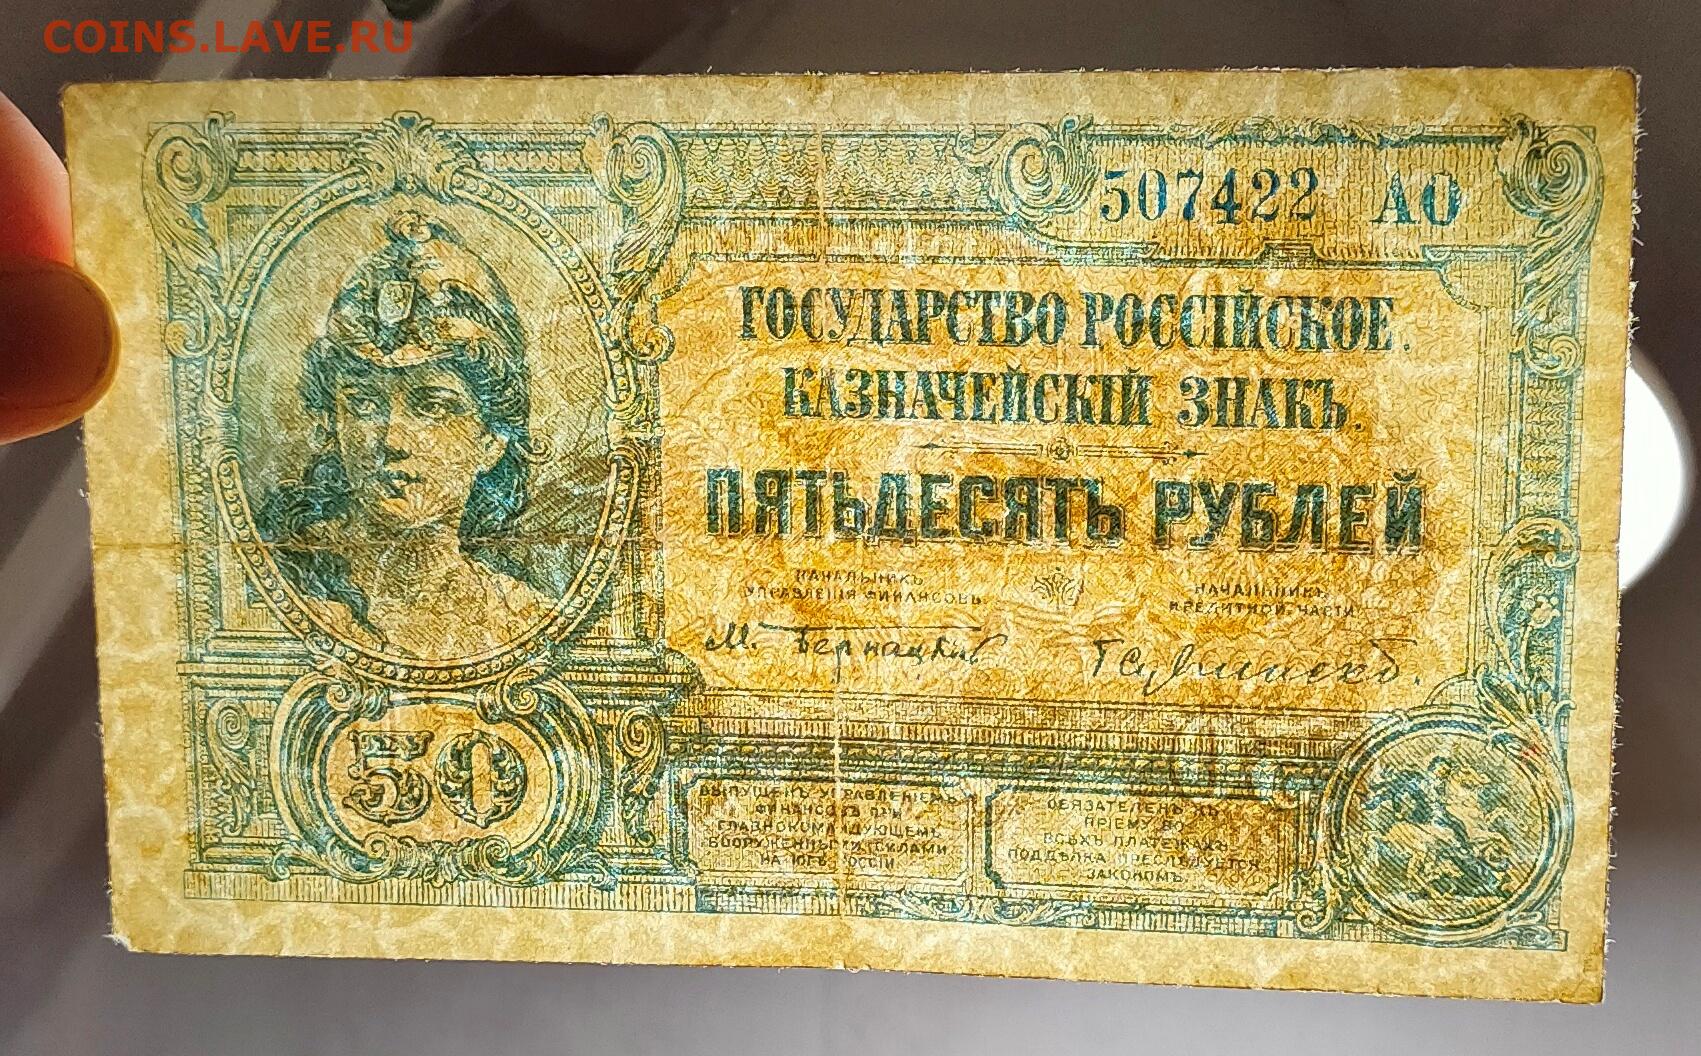 COINS.LAVE.RU
507422 АО
ГОСУДАРСТВО РОССІЙСКОЕ.
КАЗНАЧЕЙСКІЙ ЗНАКЪ.
ПЯТЬДЕСЯТЪ РУБЛЕЙ
НАЧАЛЬНИКЪ
УПРАВЛЕНІЯ ФИНАНСОВЪ.
НАЧАЛЬНИКЪ
КРЕДИТНОЙ ЧАСТИ
М. Бернацкій
50
ВЫПУЩЕНЪ УПРАВЛЕНІЕМЪ
ФИНАНСОВЪ ПРИ
ГЛАВНОКОМАНДУЮЩЕМЪ
ВООРУЖЕННЫМИ СИЛАМИ
НА ЮГѢ РОССІИ
ОБЯЗАТЕЛЕНЪ КЪ
ПРІЕМУ ВО
ВСѢХЪ ПЛАТЕЖАХЪ
ПОДДѢЛКА ПРЕСЛѢДУЕТСЯ
ЗАКОНОМЪ.